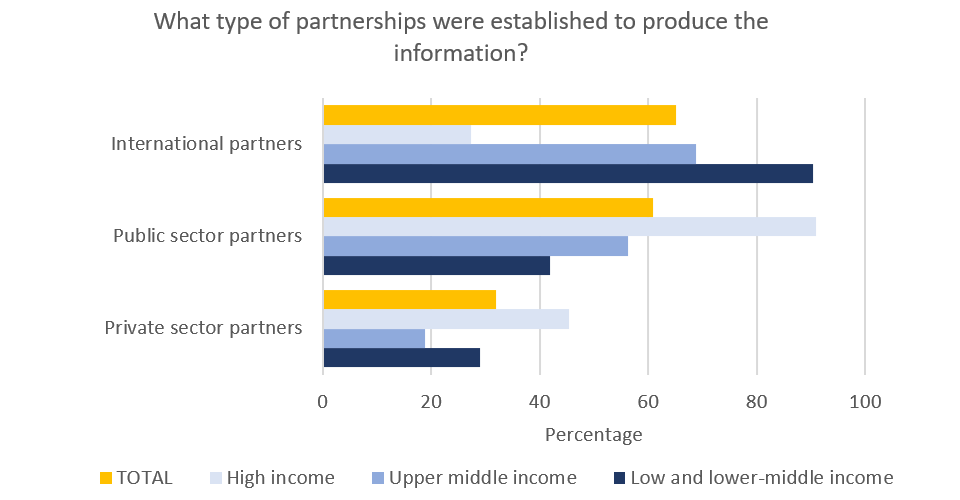 What type of partnerships were established to produce the
information?
International partners
Public sector partners
Private sector partners
0 20 40 60 80 100
Percentage
TOTAL High income Upper middle income Low and lower-middle income